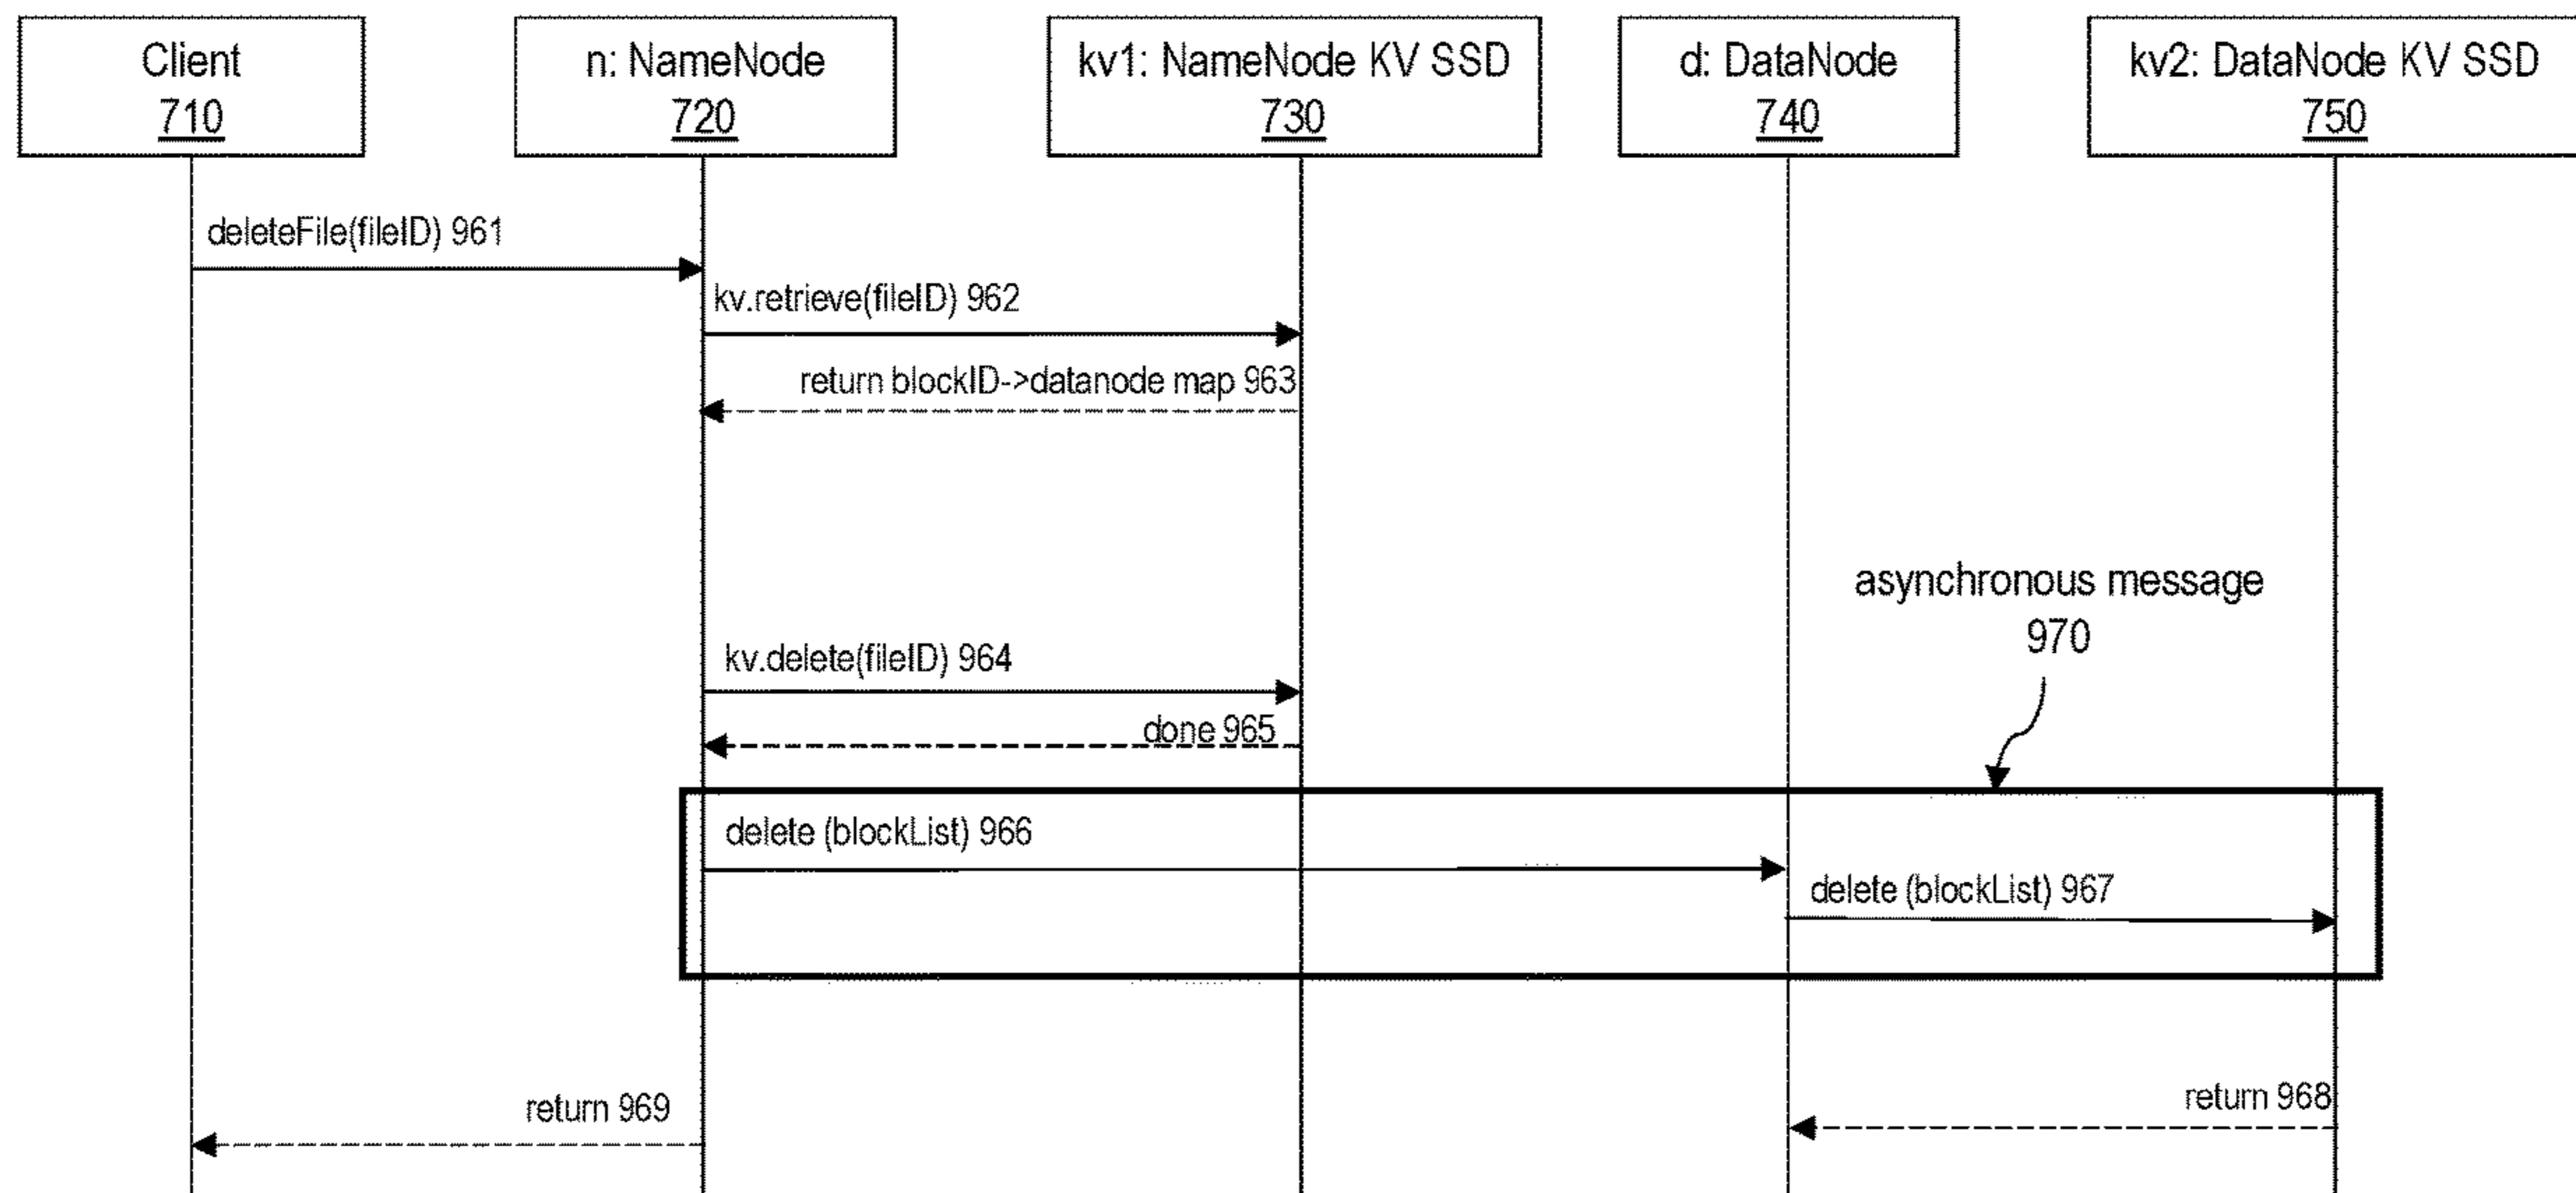 Client
710
n: NameNode
720
kv1: NameNode KV SSD
730
d: DataNode
740
kv2: DataNode KV SSD
750
deleteFile(fileID) 961
kv.retrieve(fileID) 962
return blockID->datanode map 963
asynchronous message
970
kv.delete(fileID) 964
done 965
delete (blockList) 966
delete (blockList) 967
return 969
return 968